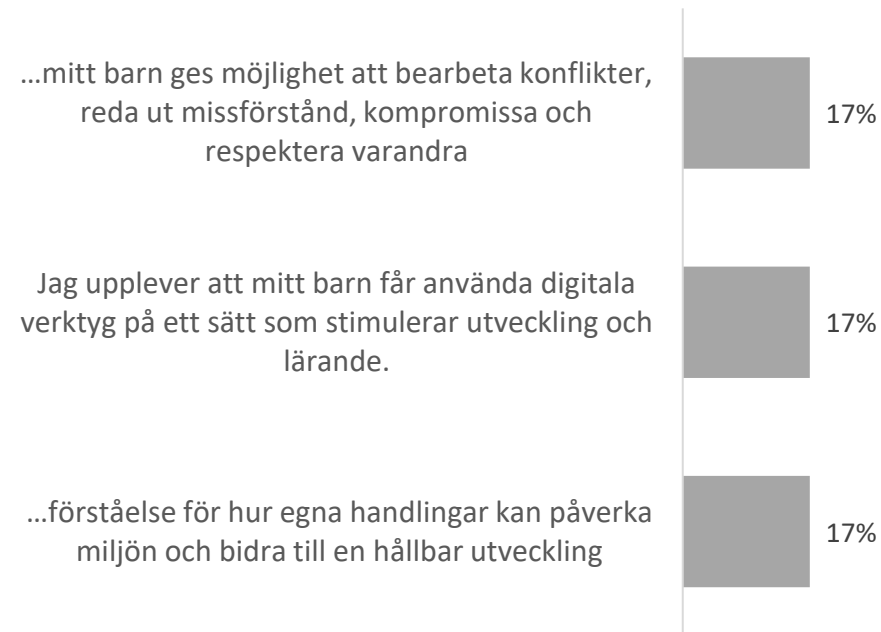 ...mitt barn ges möjlighet att bearbeta konflikter,
reda ut missförstånd, kompromissa och
respektera varandra
17%
Jag upplever att mitt barn får använda digitala
verktyg på ett sätt som stimulerar utveckling och
lärande.
17%
...förståelse för hur egna handlingar kan påverka
miljön och bidra till en hållbar utveckling
17%